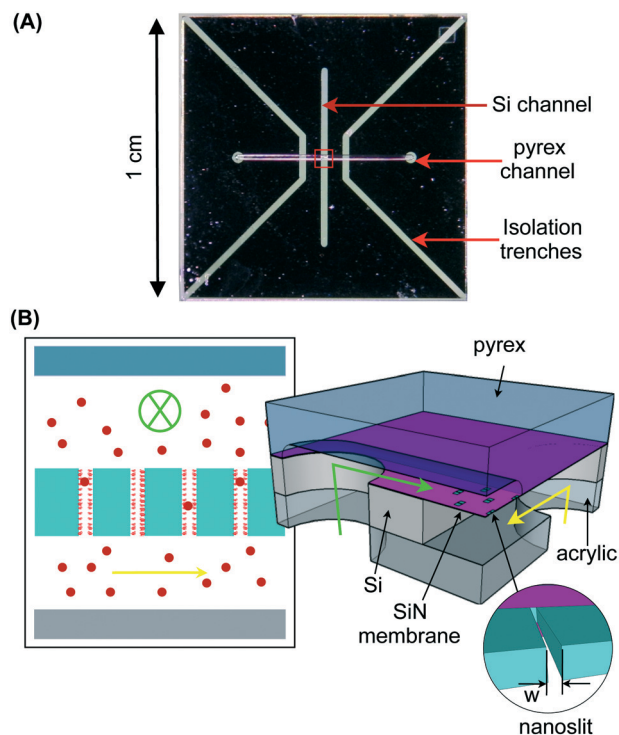 (A)
1 cm
Si channel
pyrex
channel
Isolation
trenches
(B)
pyrex
Si
SiN
membrane
acrylic
w
nanoslit